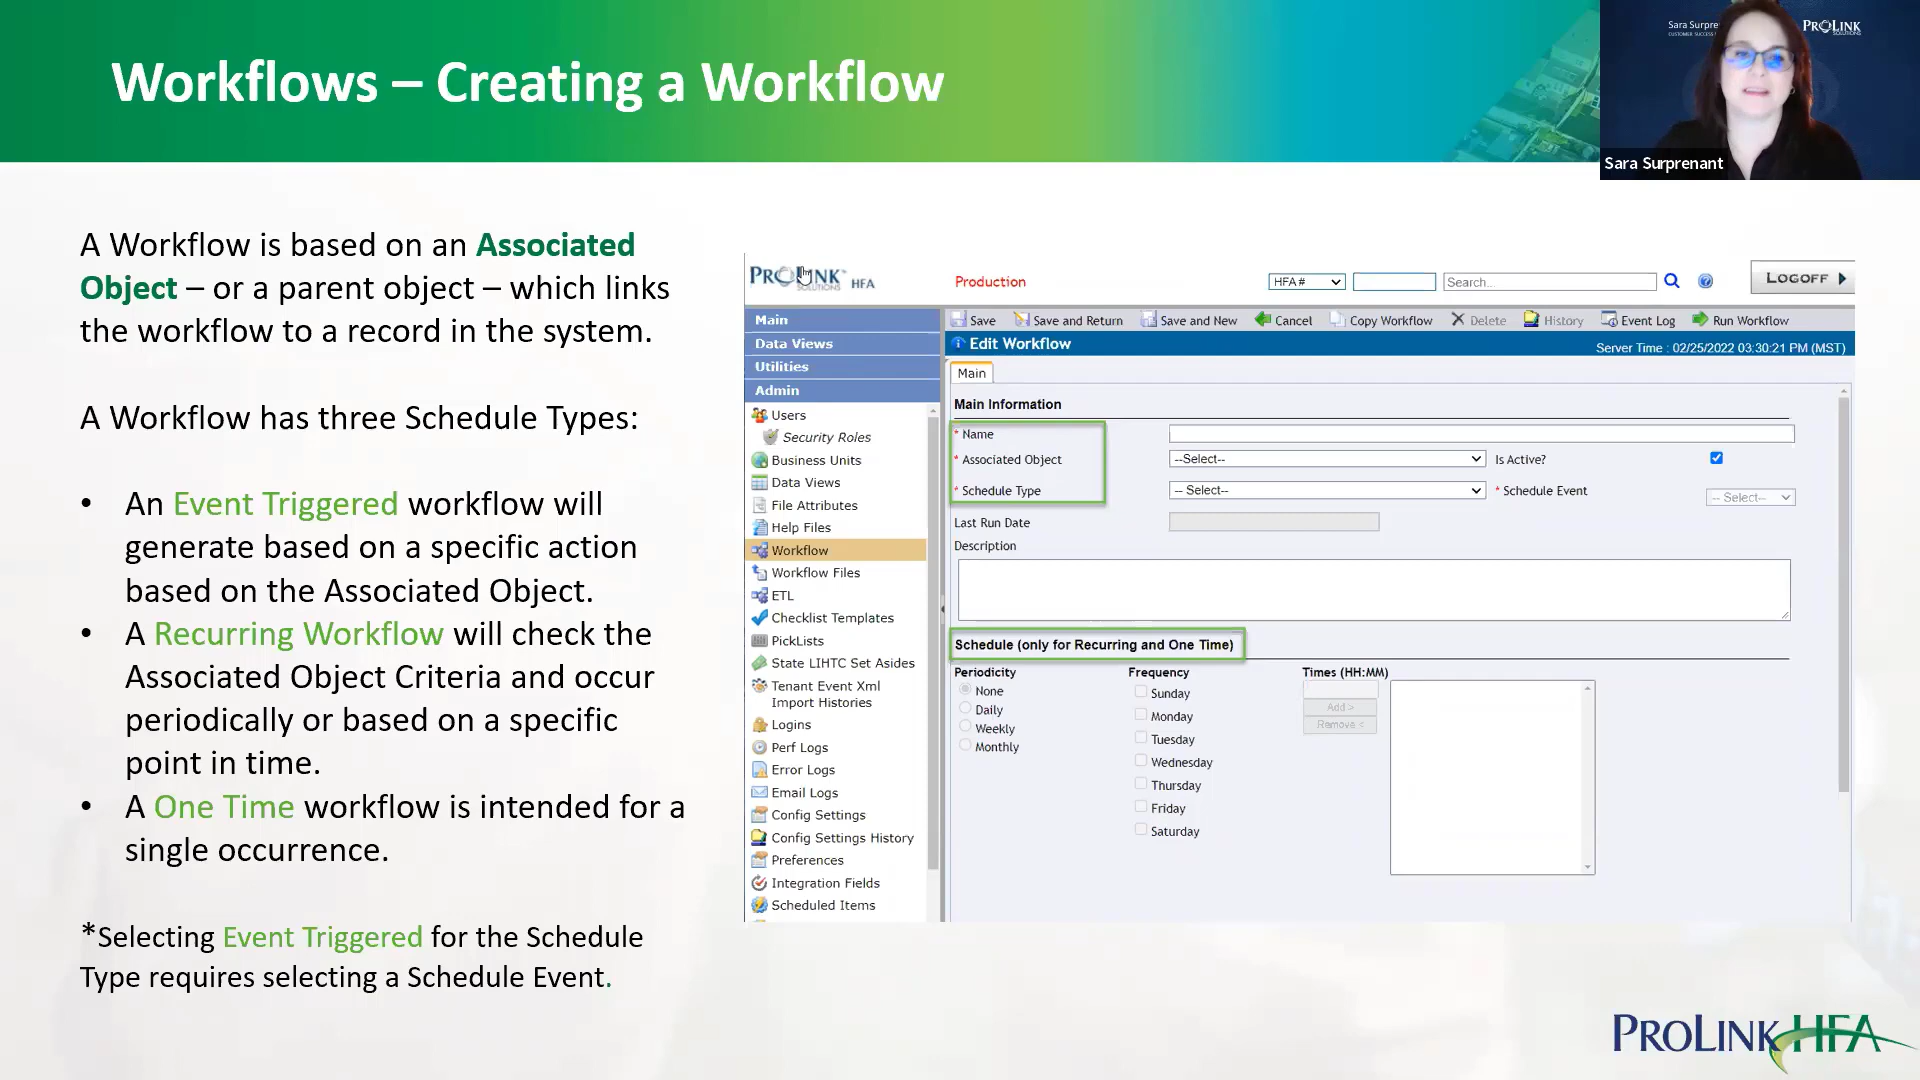 Workflows – Creating a Workflow
Sara Surpre
PROLINK
SOLUTIONS
Sara Surprenant
A Workflow is based on an Associated
Object – or a parent object – which links
the workflow to a record in the system.
A Workflow has three Schedule Types:
• An Event Triggered workflow will
generate based on a specific action
based on the Associated Object.
• A Recurring Workflow will check the
Associated Object Criteria and occur
periodically or based on a specific
point in time.
• A One Time workflow is intended for a
single occurrence.
*Selecting Event Triggered for the Schedule
Type requires selecting a Schedule Event.
PROLINK HFA
SOLUTIONS
Production
HFA #
Search...
LOGOFF
Main
Data Views
Utilities
Admin
Users
Security Roles
Business Units
Data Views
File Attributes
Help Files
Workflow
Workflow Files
ETL
Checklist Templates
PickLists
State LIHTC Set Asides
Tenant Event Xml
Import Histories
Logins
Perf Logs
Error Logs
Email Logs
Config Settings
Config Settings History
Preferences
Integration Fields
Scheduled Items
Save Save and Return Save and New Cancel Copy Workflow Delete History Event Log Run Workflow
Edit Workflow
Server Time : 02/25/2022 03:30:21 PM (MST)
Main
Main Information
* Name
* Associated Object --Select-- Is Active?
* Schedule Type -- Select-- * Schedule Event -- Select--
Last Run Date
Description
Schedule (only for Recurring and One Time)
Periodicity Frequency Times (HH:MM)
None
Daily
Weekly
Monthly
Sunday
Monday
Tuesday
Wednesday
Thursday
Friday
Saturday
Add >
Remove <
PROLINK HFA